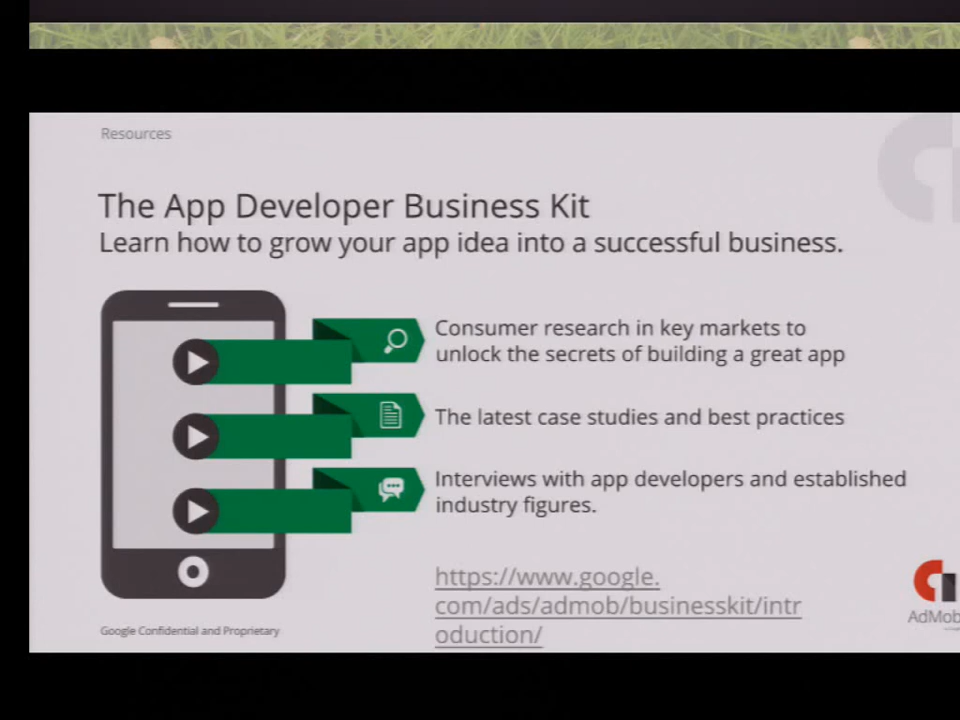 Resources
The App Developer Business Kit
Learn how to grow your app idea into a successful business.
Consumer research in key markets to
unlock the secrets of building a great app
The latest case studies and best practices
Interviews with app developers and established
industry figures.
https://www.google.
com/ads/admob/businesskit/intr
oduction/
AdMob
Google Confidential and Proprietary